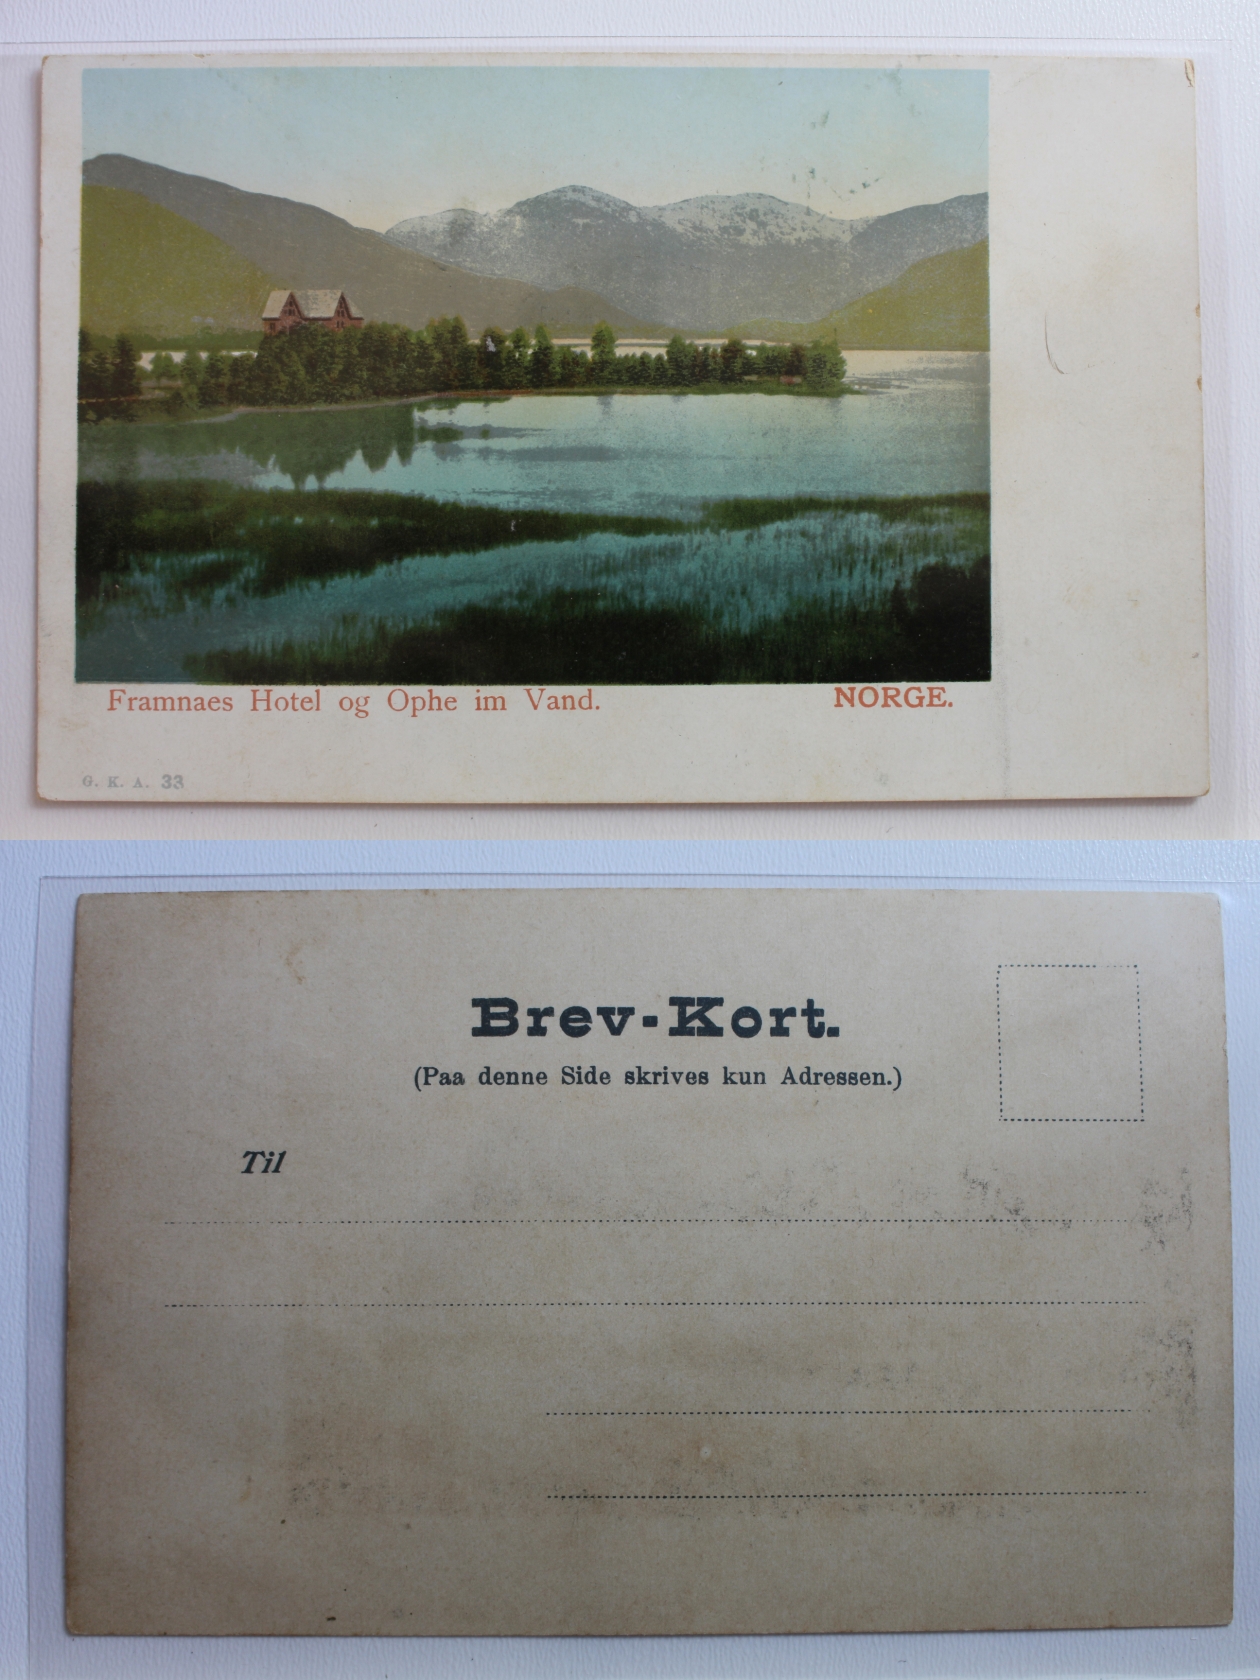 Framnaes Hotel og Ophe im Vand.
NORGE.
G. K. A. 33
Brev-Kort.
(Paa denne Side skrives kun Adressen.)
Til